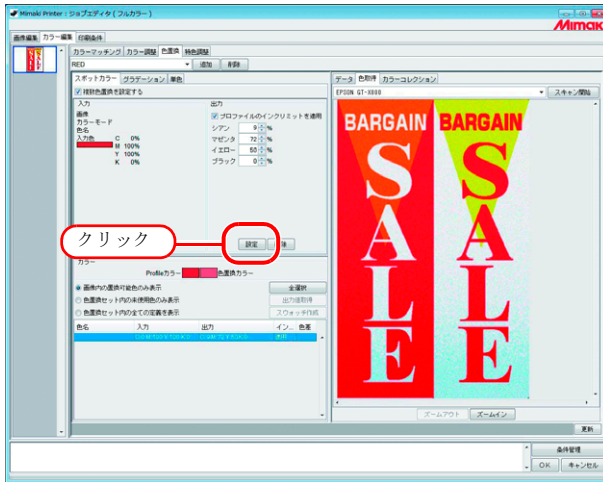 Mimaki Printer : ジョブエディタ ( フルカラー )
Mimak
画像編集 カラー編集 印刷条件
カラーマッチング カラー調整 色置換 特色調整
RED 追加 削除
スポットカラー グラデーション 単色
複数色置換を設定する
入力
画像
カラーモード
色名
入力色 C 0%
M 100%
Y 100%
K 0%
出力
プロファイルのインクリミットを適用
シアン 9 %
マゼンタ 72 %
イエロー 50 %
ブラック 0 %
クリック
設定
カラー
Profileカラー 色置換カラー
画像内の置換可能色のみ表示 全選択
色置換セット内の未使用色のみ表示 出力値取得
色置換セット内の全ての定義を表示 スウォッチ作成
色名 入力 出力 イン... 色差
データ 色取得 カラーコレクション
EPSON GT-X800 スキャン開始
BARGAIN BARGAIN
SALE SALE
ズームアウト ズームイン
更新
条件管理
OK キャンセル